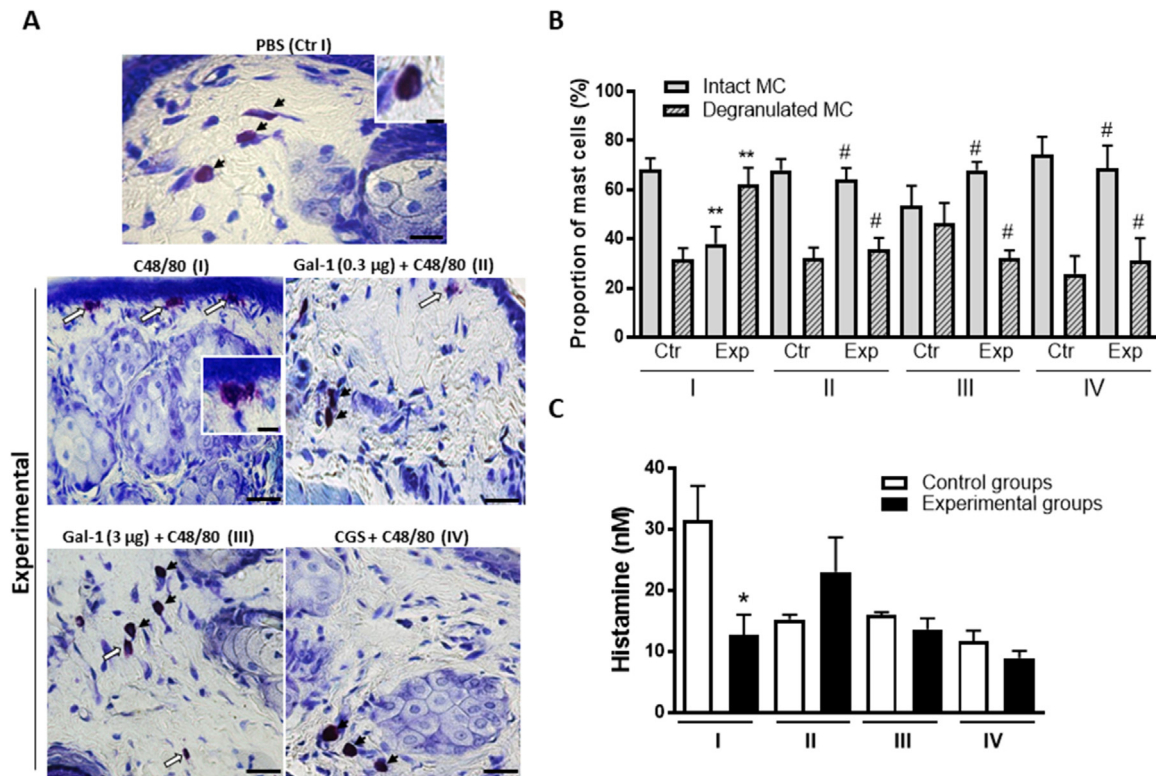 A
PBS (Ctr I)
C48/80 (I)
Gal-1 (0.3 µg) + C48/80 (II)
Gal-1 (3 µg) + C48/80 (III)
CGS + C48/80 (IV)
Experimental
B
Proportion of mast cells (%)
80
60
40
20
0
Intact MC
Degranulated MC
**
**
#
#
#
#
#
#
Ctr Exp Ctr Exp Ctr Exp Ctr Exp
I II III IV
C
Histamine (nM)
40
30
20
10
0
Control groups
Experimental groups
*
I II III IV